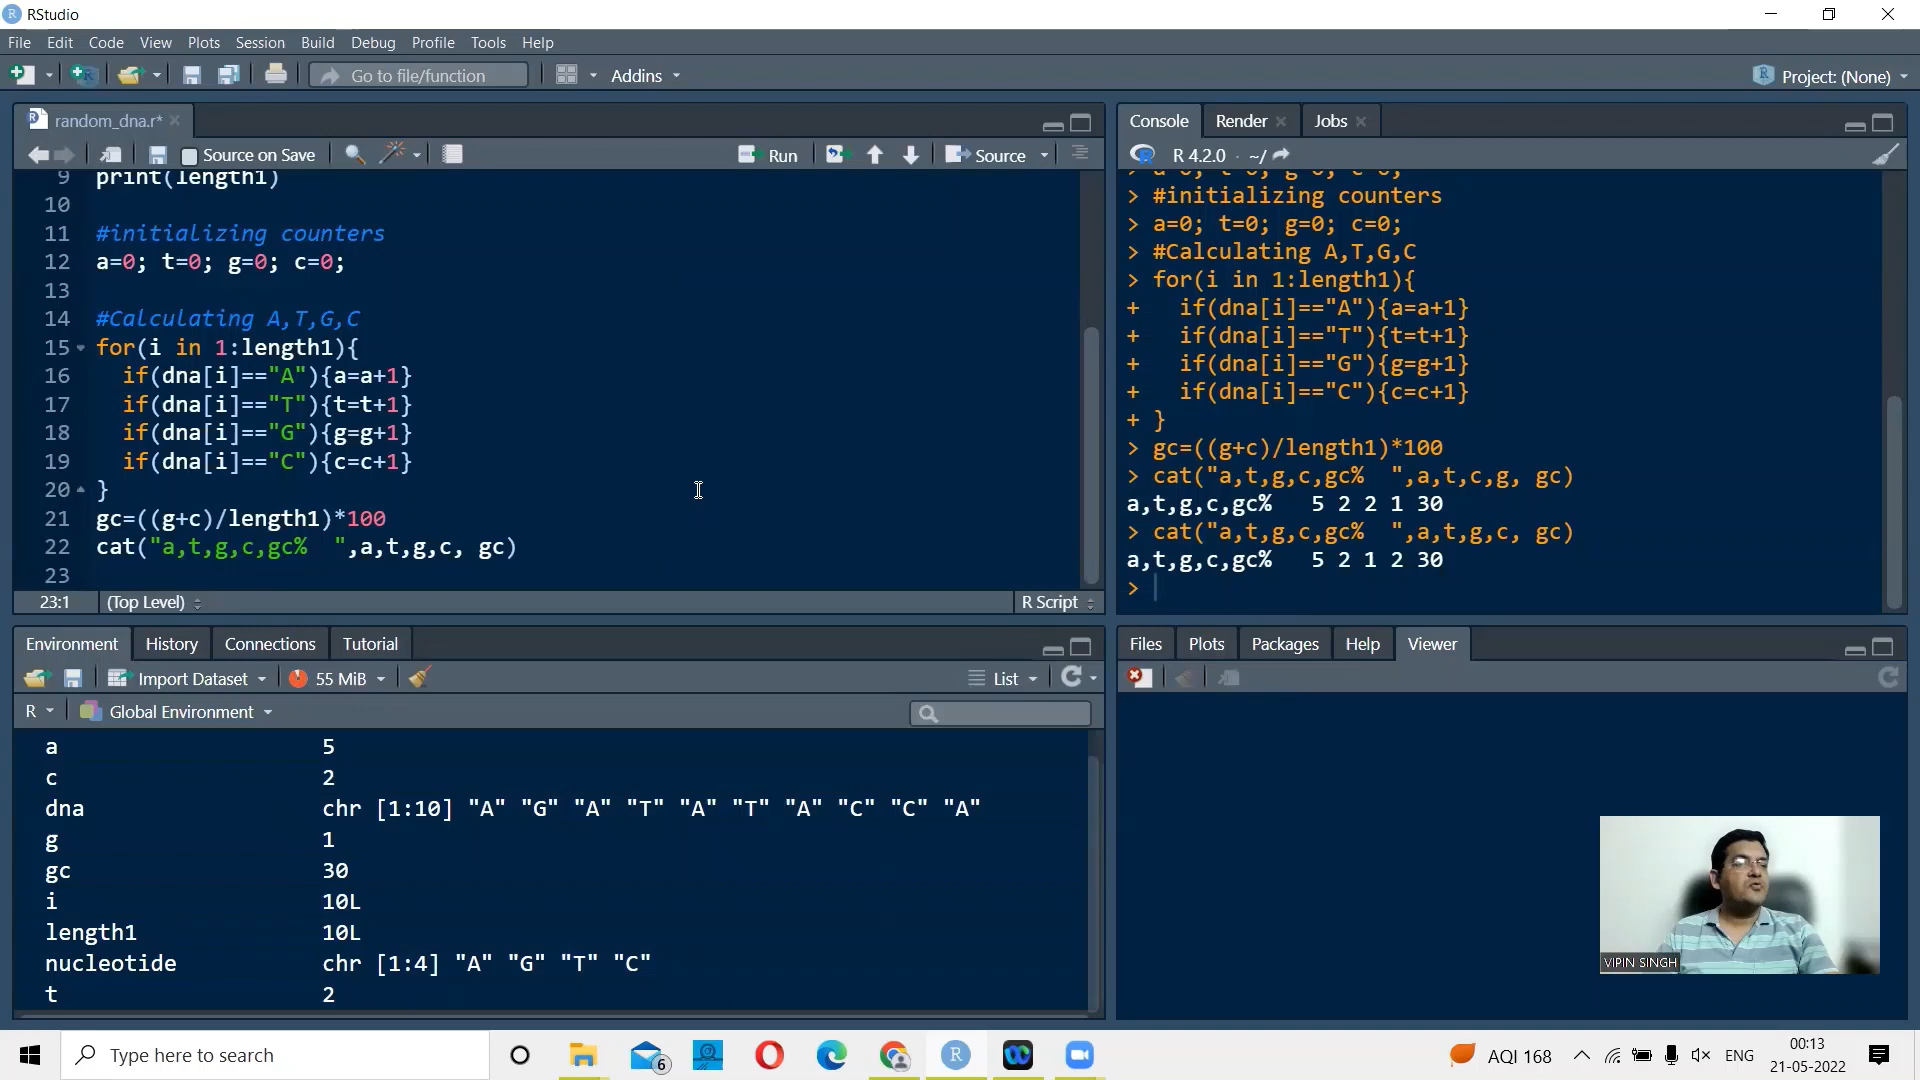 RStudio
File Edit Code View Plots Session Build Debug Profile Tools Help
Go to file/function Addins Project: (None)
random_dna.r*
Source on Save Run Source
9 print(length1)
10
11 #initializing counters
12 a=0; t=0; g=0; c=0;
13
14 #Calculating A,T,G,C
15 for(i in 1:length1){
16 if(dna[i]=="A"){a=a+1}
17 if(dna[i]=="T"){t=t+1}
18 if(dna[i]=="G"){g=g+1}
19 if(dna[i]=="C"){c=c+1}
20 }
21 gc=((g+c)/length1)*100
22 cat("a,t,g,c,gc%  ",a,t,g,c, gc)
23
23:1 (Top Level) R Script
Console Render Jobs
R 4.2.0 · ~/
> a=0; t=0; g=0; c=0;
> #initializing counters
> a=0; t=0; g=0; c=0;
> #Calculating A,T,G,C
> for(i in 1:length1){
+ if(dna[i]=="A"){a=a+1}
+ if(dna[i]=="T"){t=t+1}
+ if(dna[i]=="G"){g=g+1}
+ if(dna[i]=="C"){c=c+1}
+ }
> gc=((g+c)/length1)*100
> cat("a,t,g,c,gc%  ",a,t,c,g, gc)
a,t,g,c,gc%   5 2 2 1 30
> cat("a,t,g,c,gc%  ",a,t,g,c, gc)
a,t,g,c,gc%   5 2 1 2 30
>
Environment History Connections Tutorial
Import Dataset 55 MiB List
R Global Environment
a 5
c 2
dna chr [1:10] "A" "G" "A" "T" "A" "T" "A" "C" "C" "A"
g 1
gc 30
i 10L
length1 10L
nucleotide chr [1:4] "A" "G" "T" "C"
t 2
Files Plots Packages Help Viewer
VIPIN SINGH
Type here to search
6
R
AQI 168 ENG 00:13
21-05-2022